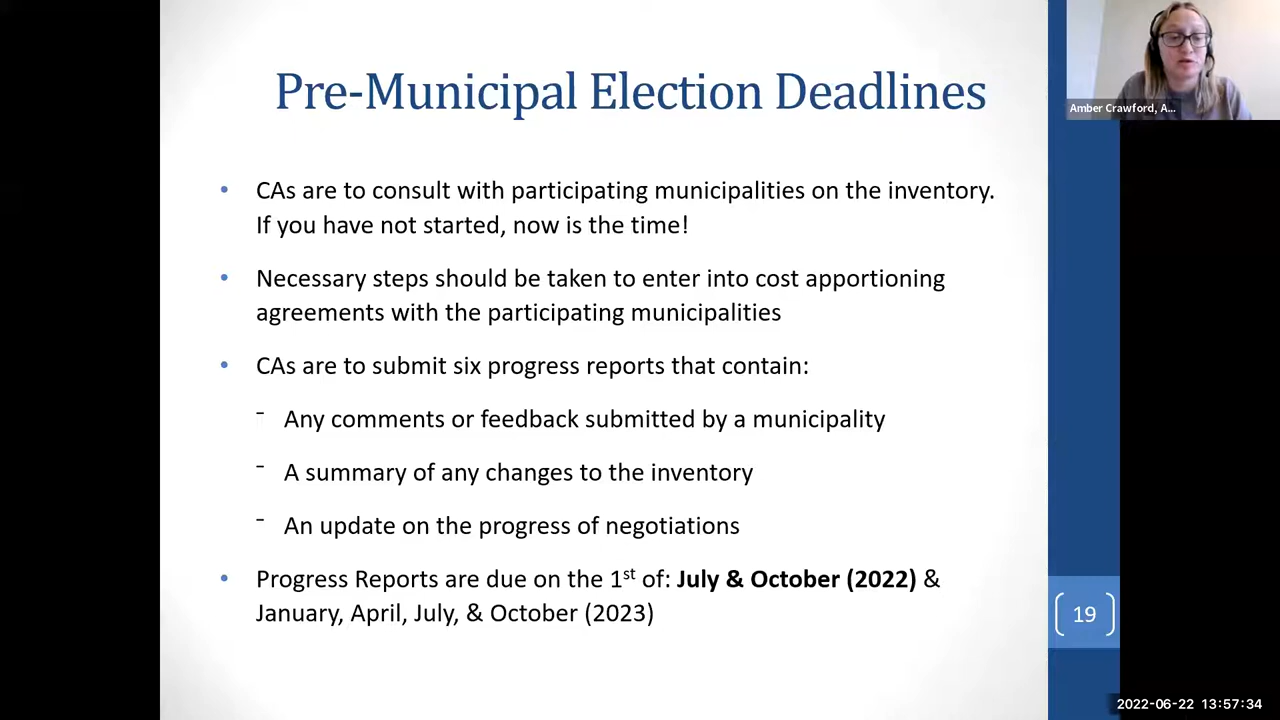 Pre-Municipal Election Deadlines
Amber Crawford, A...
• CAs are to consult with participating municipalities on the inventory.
If you have not started, now is the time!
• Necessary steps should be taken to enter into cost apportioning
agreements with the participating municipalities
• CAs are to submit six progress reports that contain:
⁻ Any comments or feedback submitted by a municipality
⁻ A summary of any changes to the inventory
⁻ An update on the progress of negotiations
• Progress Reports are due on the 1st of: July & October (2022) &
January, April, July, & October (2023)
19
2022-06-22 13:57:34